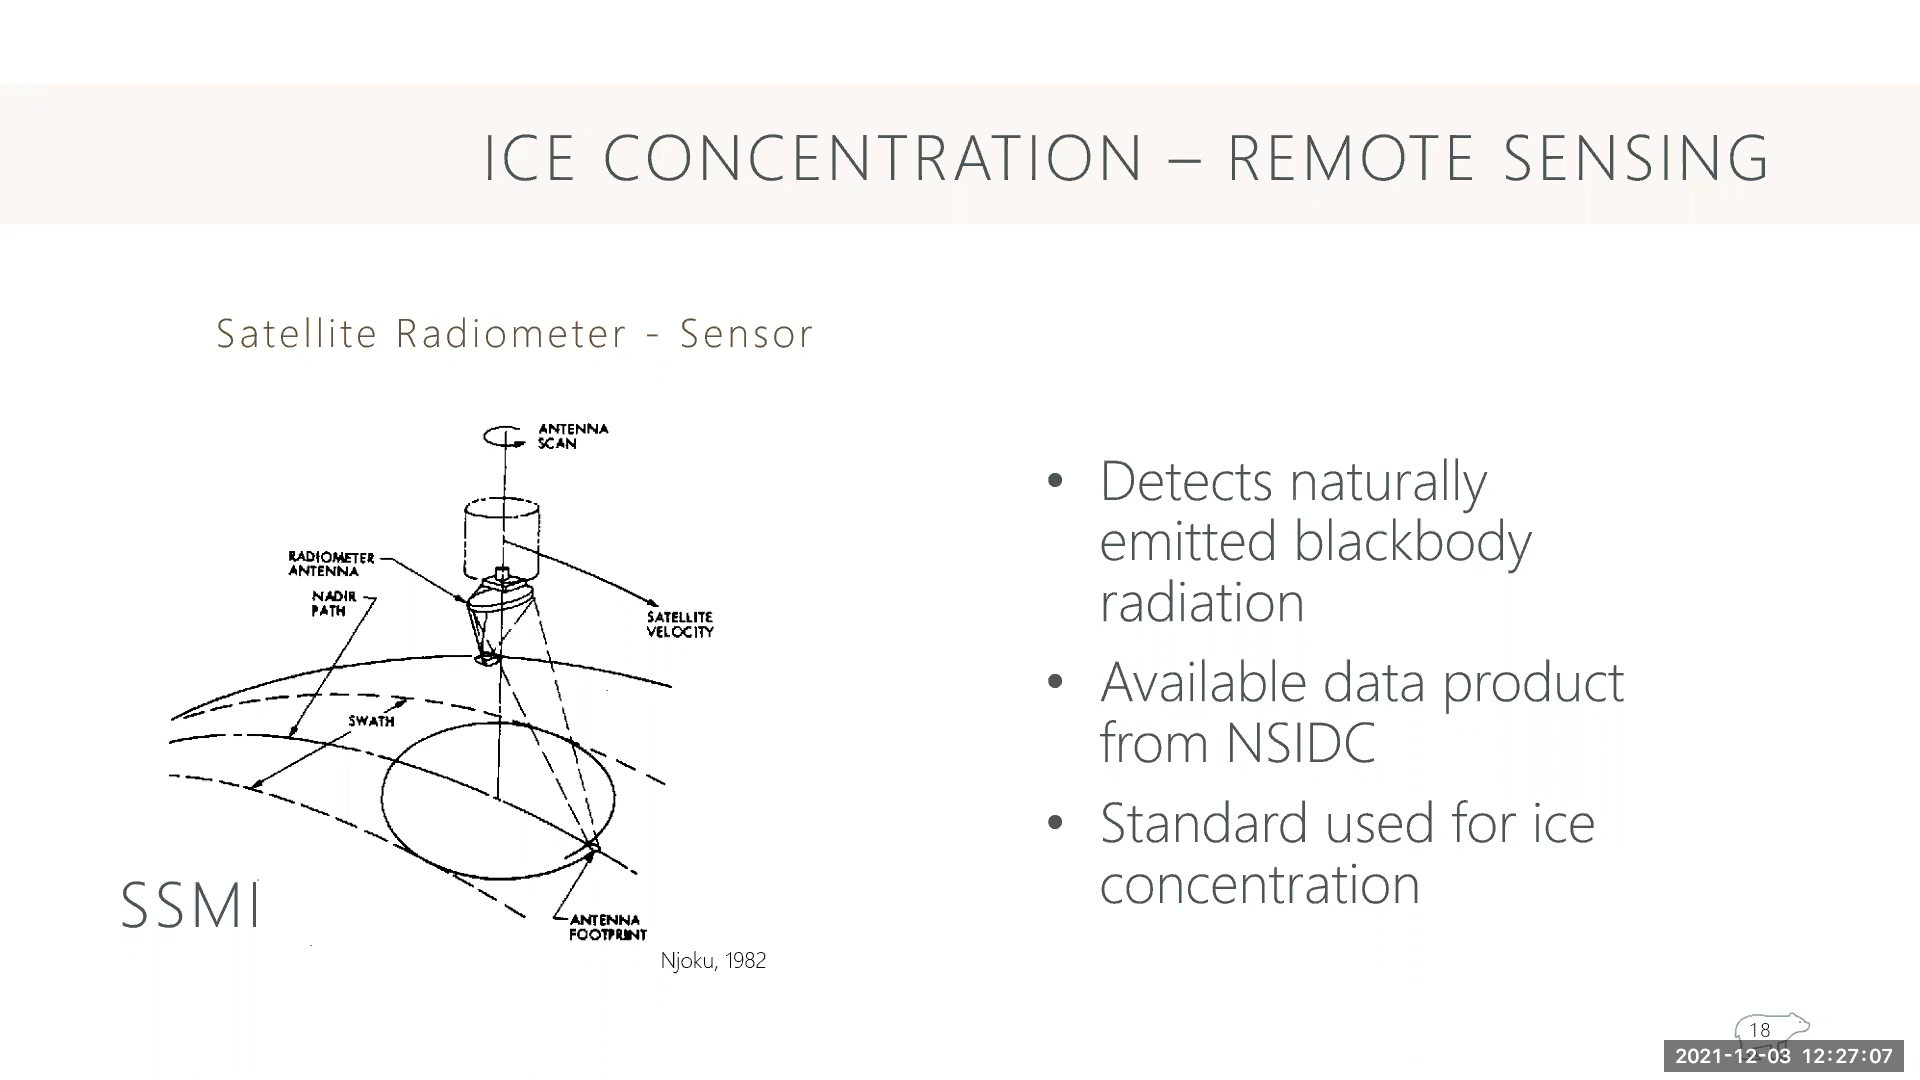 ICE CONCENTRATION – REMOTE SENSING
Satellite Radiometer - Sensor
ANTENNA
SCAN
RADIOMETER
ANTENNA
NADIR
PATH
SATELLITE
VELOCITY
SWATH
ANTENNA
FOOTPRINT
SSMI
Njoku, 1982
• Detects naturally
emitted blackbody
radiation
• Available data product
from NSIDC
• Standard used for ice
concentration
18
2021-12-03 12:27:07